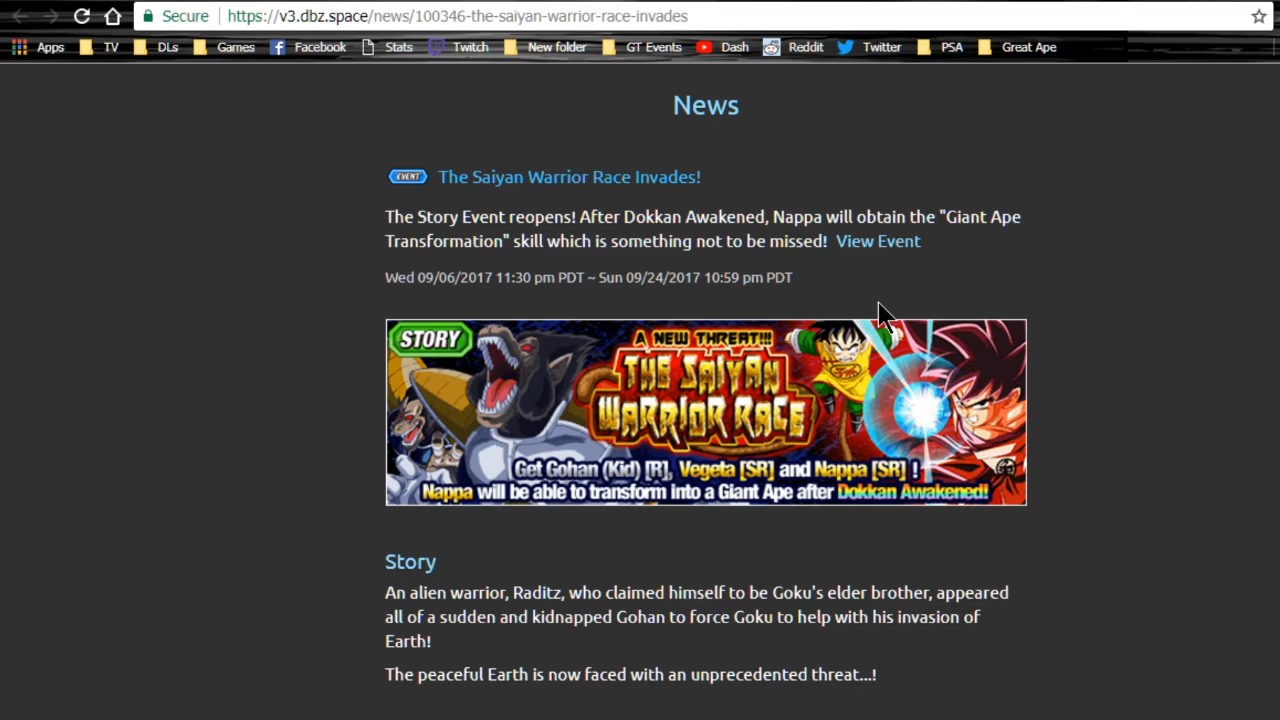 Secure https://v3.dbz.space/news/100346-the-saiyan-warrior-race-invades
Apps TV DLs Games Facebook Stats Twitch New folder GT Events Dash Reddit Twitter PSA Great Ape
News
EVENT The Saiyan Warrior Race Invades!
The Story Event reopens! After Dokkan Awakened, Nappa will obtain the "Giant Ape
Transformation" skill which is something not to be missed! View Event
Wed 09/06/2017 11:30 pm PDT ~ Sun 09/24/2017 10:59 pm PDT
STORY
A NEW THREAT!!!
THE SAIYAN
WARRIOR RACE
Get Gohan (Kid) [R], Vegeta [SR] and Nappa [SR] !
Nappa will be able to transform into a Giant Ape after Dokkan Awakened!
Story
An alien warrior, Raditz, who claimed himself to be Goku's elder brother, appeared
all of a sudden and kidnapped Gohan to force Goku to help with his invasion of
Earth!
The peaceful Earth is now faced with an unprecedented threat...!